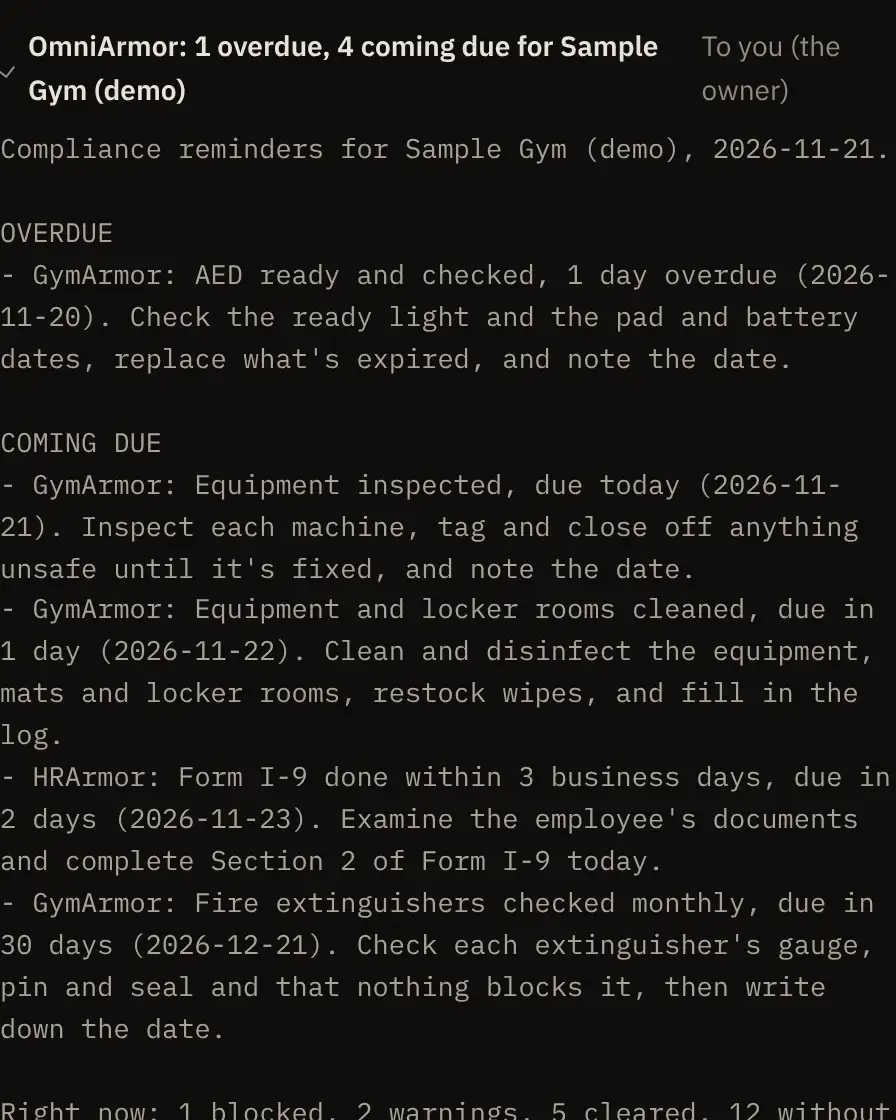 OmniArmor: 1 overdue, 4 coming due for Sample
Gym (demo)
To you (the
owner)
Compliance reminders for Sample Gym (demo), 2026-11-21.
OVERDUE
- GymArmor: AED ready and checked, 1 day overdue (2026-
11-20). Check the ready light and the pad and battery
dates, replace what's expired, and note the date.
COMING DUE
- GymArmor: Equipment inspected, due today (2026-11-
21). Inspect each machine, tag and close off anything
unsafe until it's fixed, and note the date.
- GymArmor: Equipment and locker rooms cleaned, due in
1 day (2026-11-22). Clean and disinfect the equipment,
mats and locker rooms, restock wipes, and fill in the
log.
- HRArmor: Form I-9 done within 3 business days, due in
2 days (2026-11-23). Examine the employee's documents
and complete Section 2 of Form I-9 today.
- GymArmor: Fire extinguishers checked monthly, due in
30 days (2026-12-21). Check each extinguisher's gauge,
pin and seal and that nothing blocks it, then write
down the date.
Right now: 1 blocked, 2 warnings, 5 cleared, 12 without